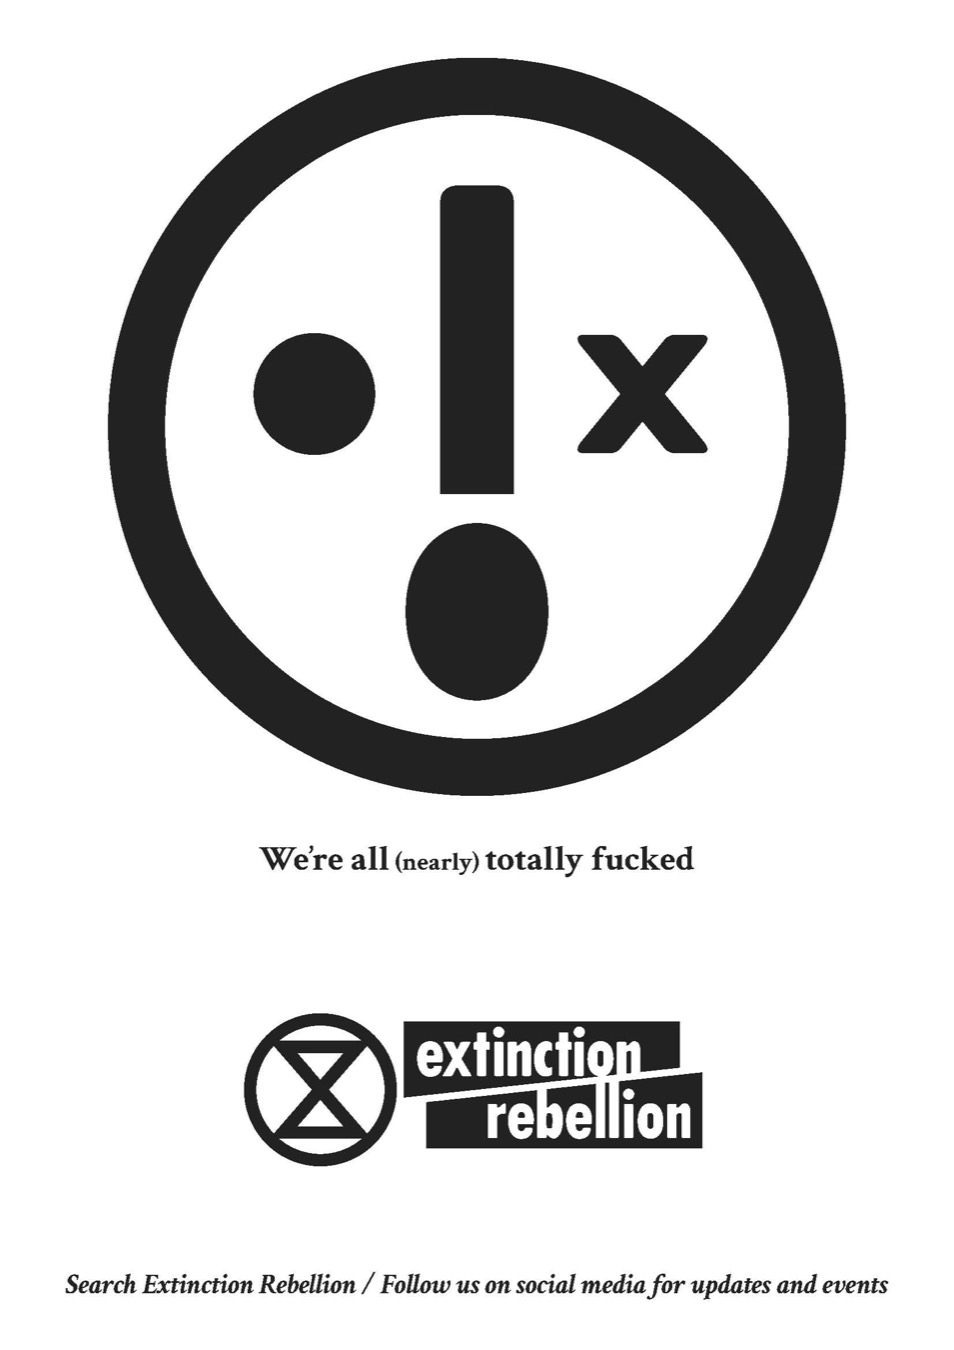 We’re all (nearly) totally fucked
extinction
rebellion
Search Extinction Rebellion / Follow us on social media for updates and events